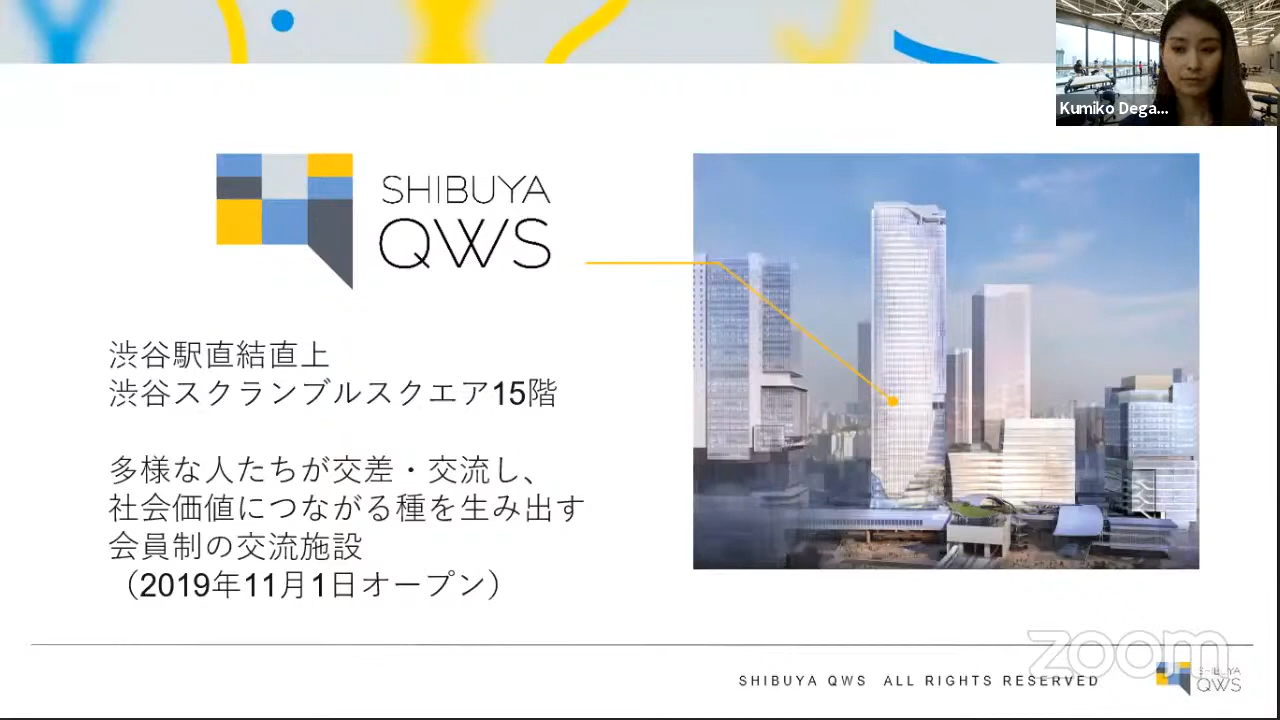 Kumiko Dega...
SHIBUYA
QWS
渋谷駅直結直上
渋谷スクランブルスクエア15階
多様な人たちが交差・交流し、
社会価値につながる種を生み出す
会員制の交流施設
（2019年11月1日オープン）
zoom
SHIBUYA QWS ALL RIGHTS RESERVED
SHIBUYA
QWS